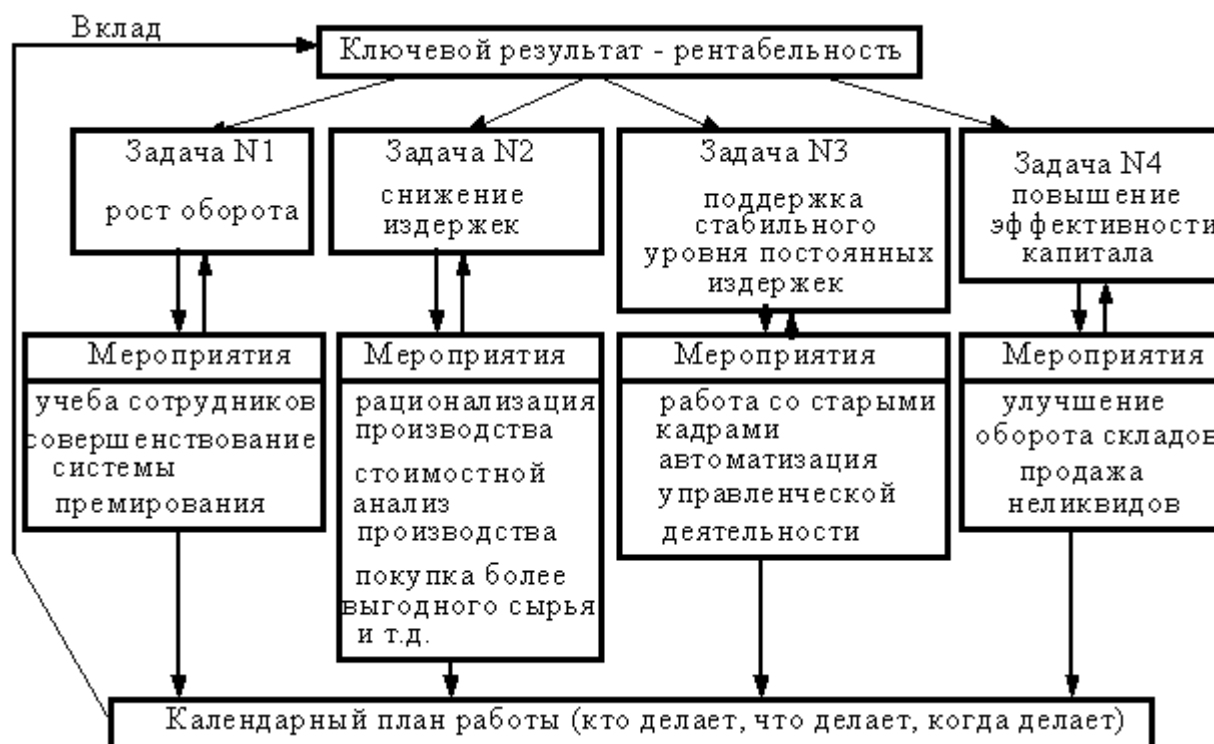 Вклад
Ключевой результат - рентабельность
Задача N1
рост оборота
Задача N2
снижение
издержек
Задача N3
поддержка
стабильного
уровня постоянных
издержек
Задача N4
повышение
эффективности
капитала
Мероприятия
учеба сотрудников
совершенствование
системы
премирования
Мероприятия
рационализация
производства
стоимостной
анализ
производства
покупка более
выгодного сырья
и т.д.
Мероприятия
работа со старыми
кадрами
автоматизация
управленческой
деятельности
Мероприятия
улучшение
оборота складов
продажа
неликвидов
Календарный план работы (кто делает, что делает, когда делает)